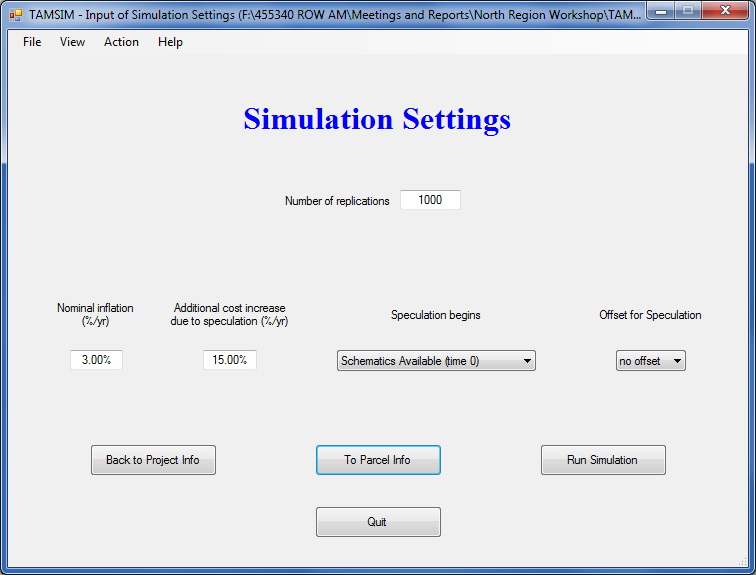 TAMSIM - Input of Simulation Settings (F:\455340 ROW AM\Meetings and Reports\North Region Workshop\TAM...
File View Action Help
Simulation Settings
Number of replications 1000
Nominal inflation
(%/yr)
Additional cost increase
due to speculation (%/yr)
Speculation begins
Offset for Speculation
3.00% 15.00% Schematics Available (time 0) no offset
Back to Project Info To Parcel Info Run Simulation
Quit